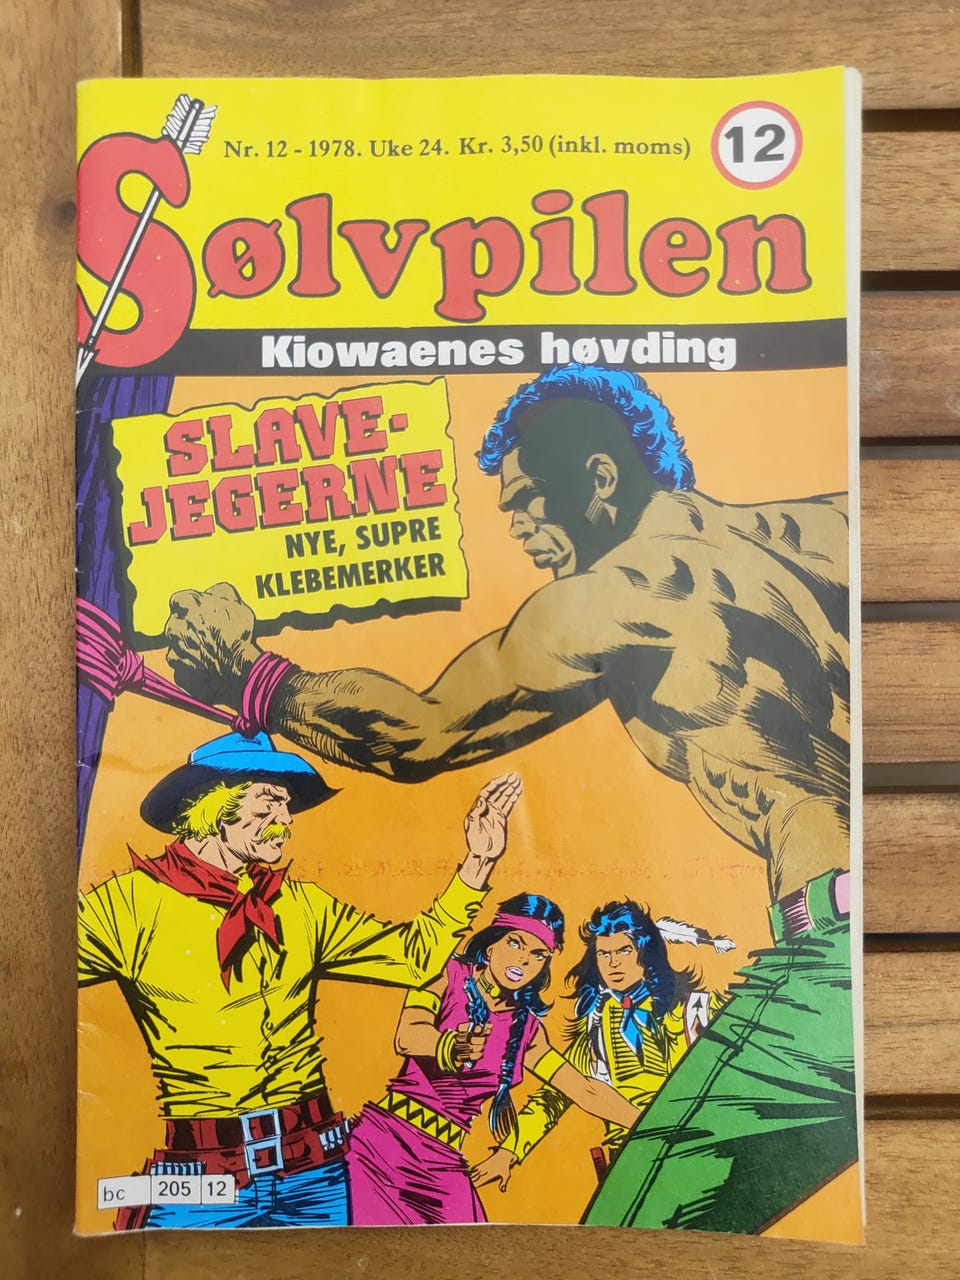 Nr. 12 - 1978. Uke 24. Kr. 3,50 (inkl. moms)
12
Sølvpilen
Kiowaenes høvding
SLAVE-
JEGERNE
NYE, SUPRE
KLEBEMERKER
bc 205 12